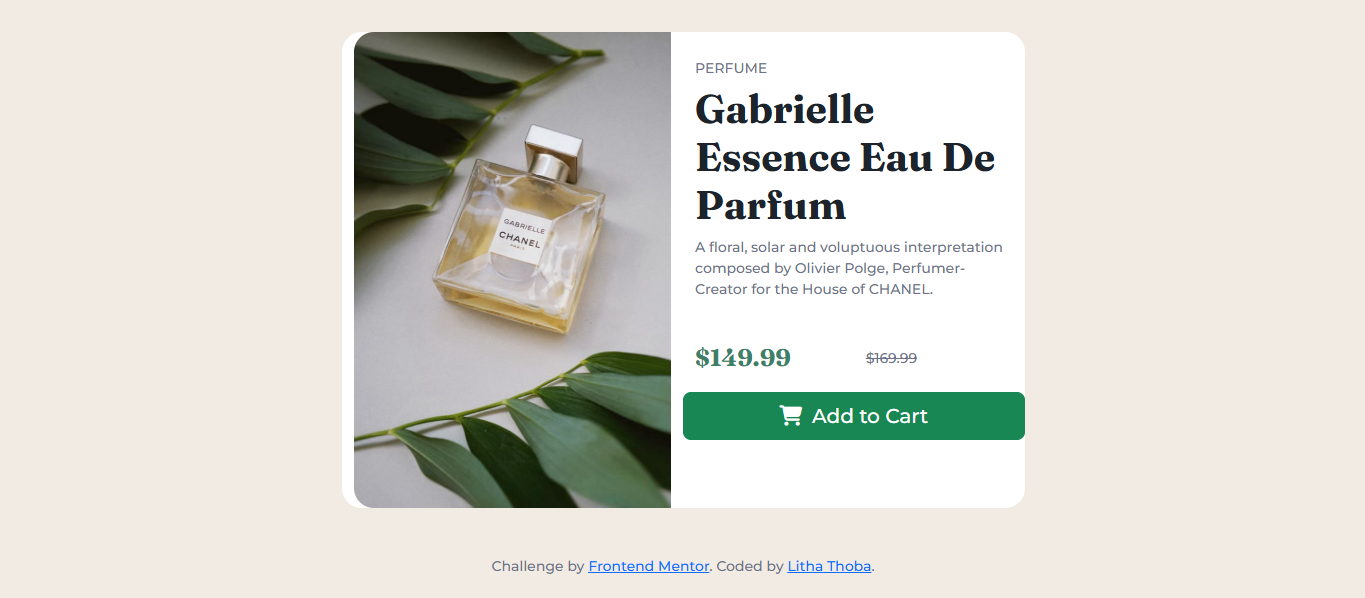 GABRIELLE
CHANEL
PARIS
PERFUME
Gabrielle
Essence Eau De
Parfum
A floral, solar and voluptuous interpretation
composed by Olivier Polge, Perfumer-
Creator for the House of CHANEL.
$149.99 $169.99
Add to Cart
Challenge by Frontend Mentor. Coded by Litha Thoba.